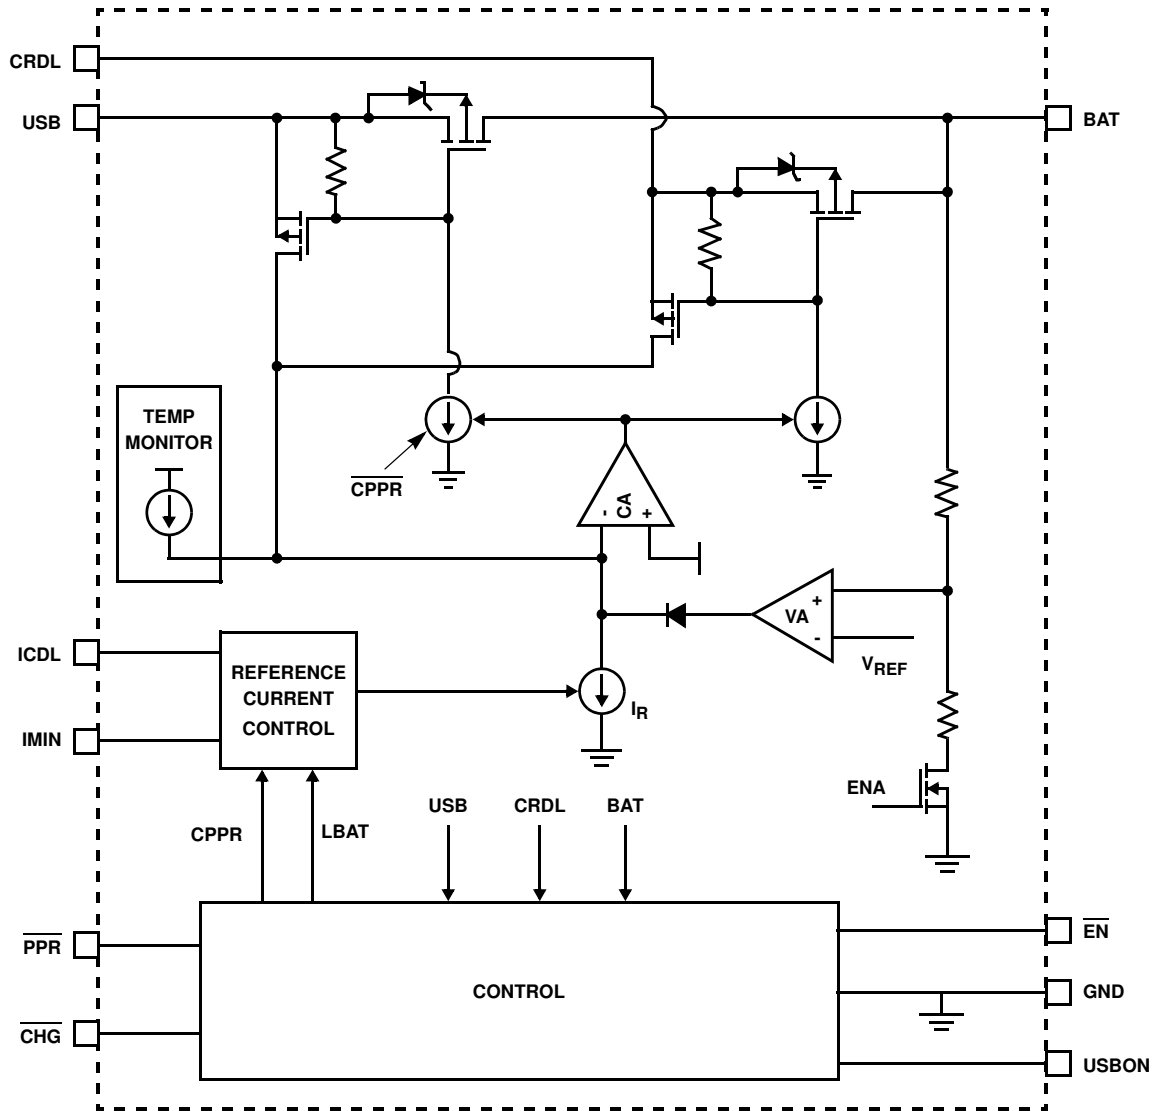 CRDL
USB
BAT
TEMP
MONITOR
CPPR
- CA +
VA
+
-
VREF
ICDL
IMIN
REFERENCE
CURRENT
CONTROL
IR
ENA
USB
CRDL
BAT
CPPR
LBAT
PPR
CHG
CONTROL
EN
GND
USBON